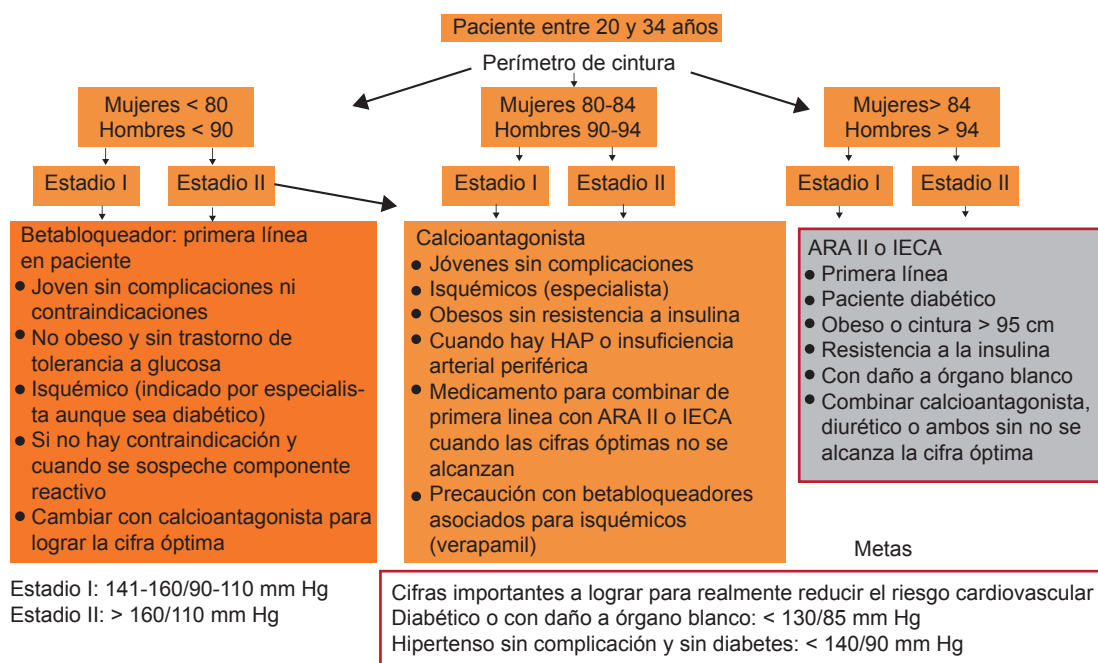 Paciente entre 20 y 34 años
Perímetro de cintura
Mujeres < 80
Hombres < 90
Mujeres 80-84
Hombres 90-94
Mujeres> 84
Hombres > 94
Estadio I
Estadio II
Estadio I
Estadio II
Estadio I
Estadio II
Betabloqueador: primera línea
en paciente
● Joven sin complicaciones ni
contraindicaciones
● No obeso y sin trastorno de
tolerancia a glucosa
● Isquémico (indicado por especialis-
ta aunque sea diabético)
● Si no hay contraindicación y
cuando se sospeche componente
reactivo
● Cambiar con calcioantagonista para
lograr la cifra óptima
Calcioantagonista
● Jóvenes sin complicaciones
● Isquémicos (especialista)
● Obesos sin resistencia a insulina
● Cuando hay HAP o insuficiencia
arterial periférica
● Medicamento para combinar de
primera linea con ARA II o IECA
cuando las cifras óptimas no se
alcanzan
● Precaución con betabloqueadores
asociados para isquémicos
(verapamil)
ARA II o IECA
● Primera línea
● Paciente diabético
● Obeso o cintura > 95 cm
● Resistencia a la insulina
● Con daño a órgano blanco
● Combinar calcioantagonista,
diurético o ambos sin no se
alcanza la cifra óptima
Estadio I: 141-160/90-110 mm Hg
Estadio II: > 160/110 mm Hg
Metas
Cifras importantes a lograr para realmente reducir el riesgo cardiovascular
Diabético o con daño a órgano blanco: < 130/85 mm Hg
Hipertenso sin complicación y sin diabetes: < 140/90 mm Hg